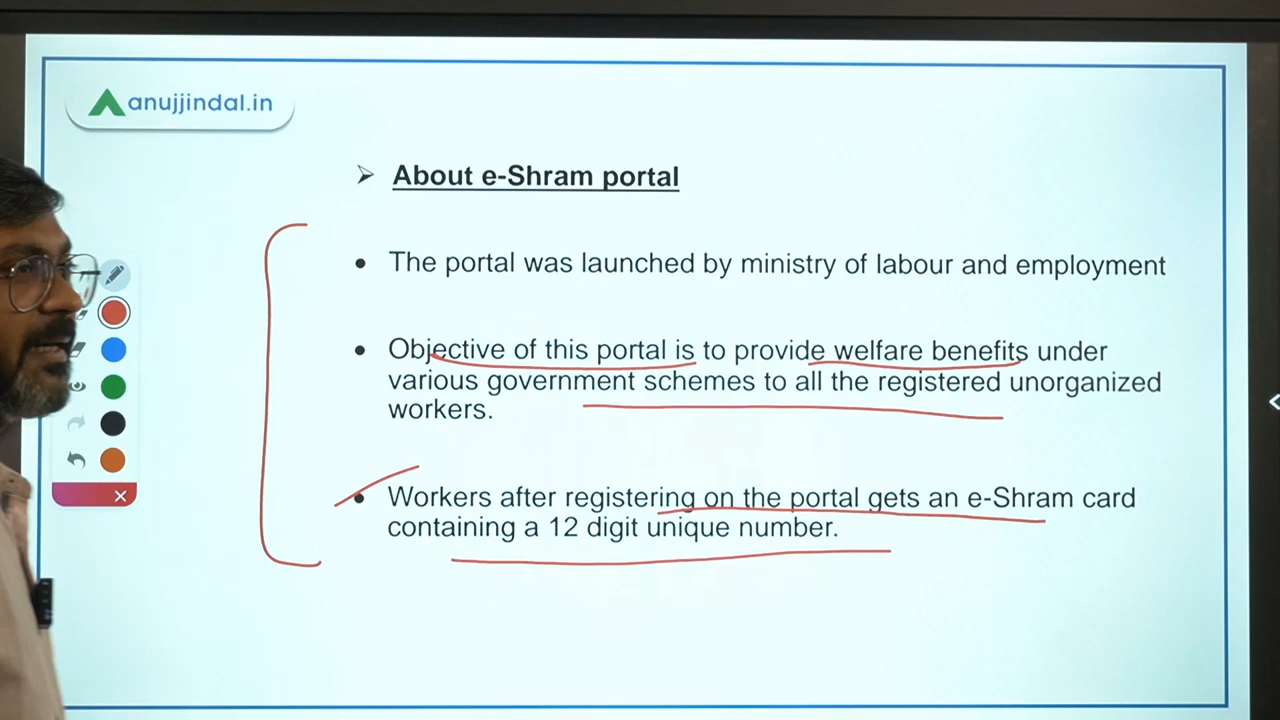 anujjindal.in
About e-Shram portal
The portal was launched by ministry of labour and employment
Objective of this portal is to provide welfare benefits under
various government schemes to all the registered unorganized
workers.
Workers after registering on the portal gets an e-Shram card
containing a 12 digit unique number.